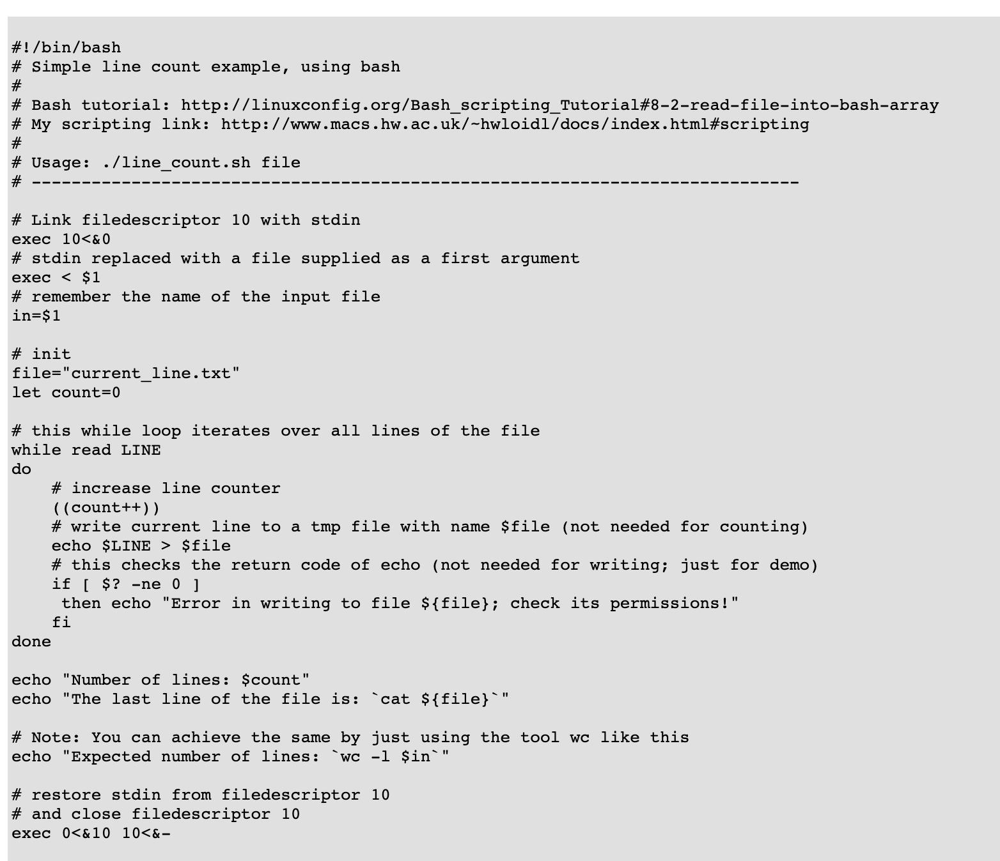 #!/bin/bash
# Simple line count example, using bash
#
# Bash tutorial: http://linuxconfig.org/Bash_scripting_Tutorial#8-2-read-file-into-bash-array
# My scripting link: http://www.macs.hw.ac.uk/~hwloidl/docs/index.html#scripting
#
# Usage: ./line_count.sh file
# -----------------------------------------------------------------------------

# Link filedescriptor 10 with stdin
exec 10<&0
# stdin replaced with a file supplied as a first argument
exec < $1
# remember the name of the input file
in=$1

# init
file="current_line.txt"
let count=0

# this while loop iterates over all lines of the file
while read LINE
do
    # increase line counter
    ((count++))
    # write current line to a tmp file with name $file (not needed for counting)
    echo $LINE > $file
    # this checks the return code of echo (not needed for writing; just for demo)
    if [ $? -ne 0 ]
     then echo "Error in writing to file ${file}; check its permissions!"
    fi
done

echo "Number of lines: $count"
echo "The last line of the file is: `cat ${file}`"

# Note: You can achieve the same by just using the tool wc like this
echo "Expected number of lines: `wc -l $in`"

# restore stdin from filedescriptor 10
# and close filedescriptor 10
exec 0<&10 10<&-